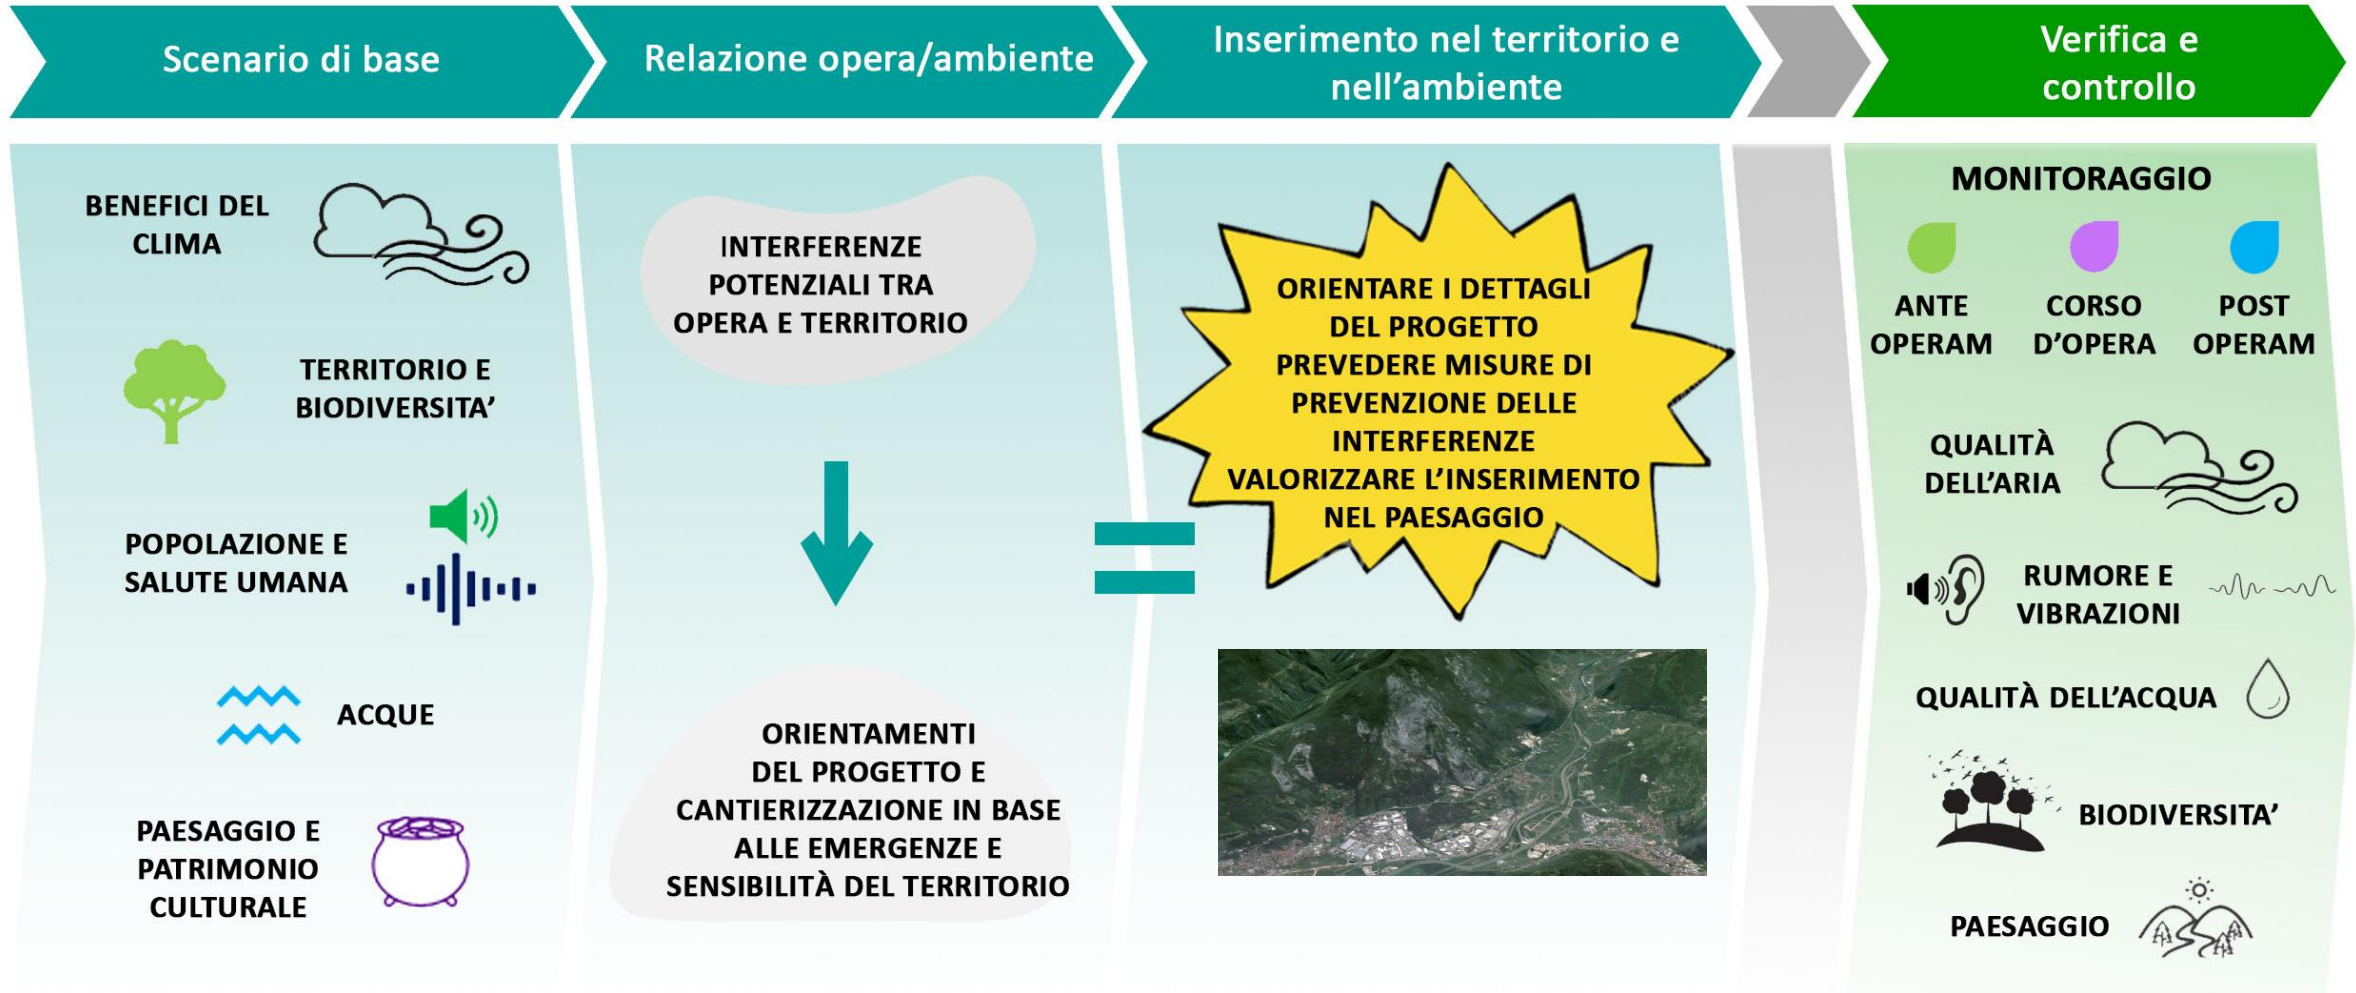 Scenario di base
Relazione opera/ambiente
Inserimento nel territorio e
nell'ambiente
Verifica e
controllo
BENEFICI DEL
CLIMA
TERRITORIO E
BIODIVERSITA'
POPOLAZIONE E
SALUTE UMANA
ACQUE
PAESAGGIO E
PATRIMONIO
CULTURALE
INTERFERENZE
POTENZIALI TRA
OPERA E TERRITORIO
ORIENTAMENTI
DEL PROGETTO E
CANTIERIZZAZIONE IN BASE
ALLE EMERGENZE E
SENSIBILITÀ DEL TERRITORIO
ORIENTARE I DETTAGLI
DEL PROGETTO
PREVEDERE MISURE DI
PREVENZIONE DELLE
INTERFERENZE
VALORIZZARE L'INSERIMENTO
NEL PAESAGGIO
MONITORAGGIO
ANTE
OPERAM
CORSO
D'OPERA
POST
OPERAM
QUALITÀ
DELL'ARIA
RUMORE E
VIBRAZIONI
QUALITÀ DELL'ACQUA
BIODIVERSITA'
PAESAGGIO